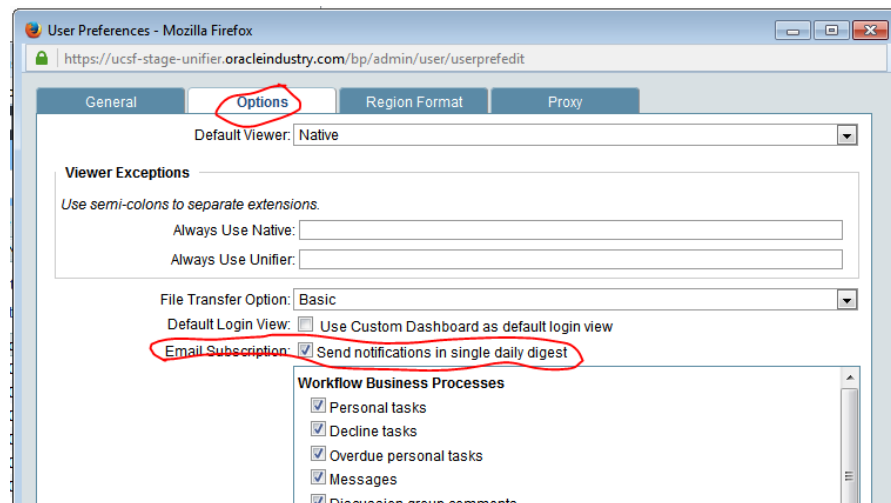 User Preferences - Mozilla Firefox
https://ucsf-stage-unifier.oracleindustry.com/bp/admin/user/userprefedit
General Options Region Format Proxy
Default Viewer: Native
Viewer Exceptions
Use semi-colons to separate extensions.
Always Use Native:
Always Use Unifier:
File Transfer Option: Basic
Default Login View: Use Custom Dashboard as default login view
Email Subscription: Send notifications in single daily digest
Workflow Business Processes
Personal tasks
Decline tasks
Overdue personal tasks
Messages
Discussion group comments